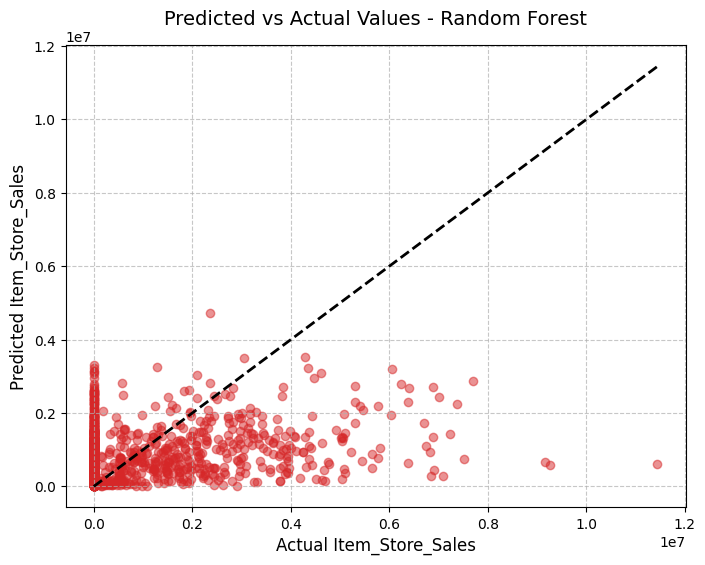 Predicted vs Actual Values - Random Forest
1e7
1.2
1.0
0.8
0.6
0.4
0.2
0.0
Predicted Item_Store_Sales
0.0 0.2 0.4 0.6 0.8 1.0 1.2
1e7
Actual Item_Store_Sales